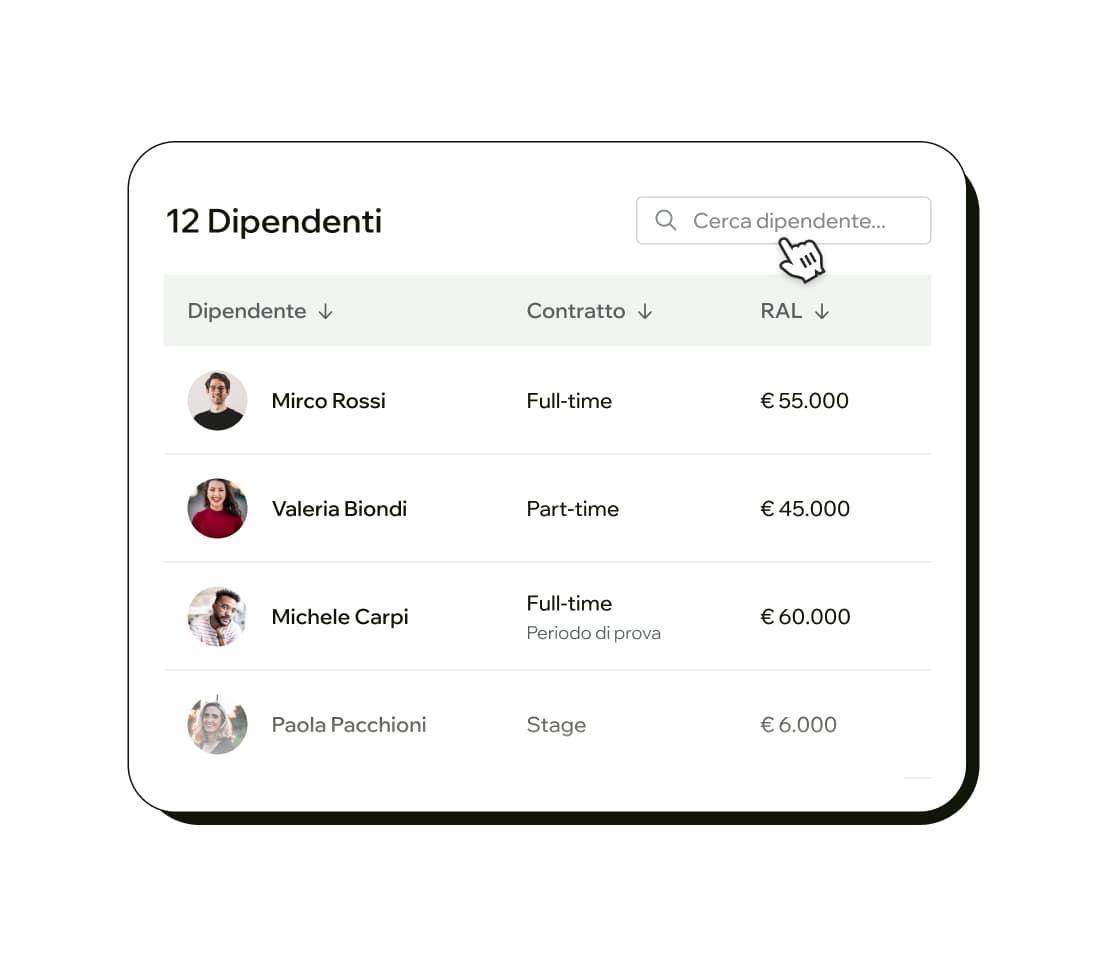 12 Dipendenti
Cerca dipendente...
Dipendente ↓ Contratto ↓ RAL ↓
Mirco Rossi Full-time € 55.000
Valeria Biondi Part-time € 45.000
Michele Carpi Full-time € 60.000
Periodo di prova
Paola Pacchioni Stage € 6.000